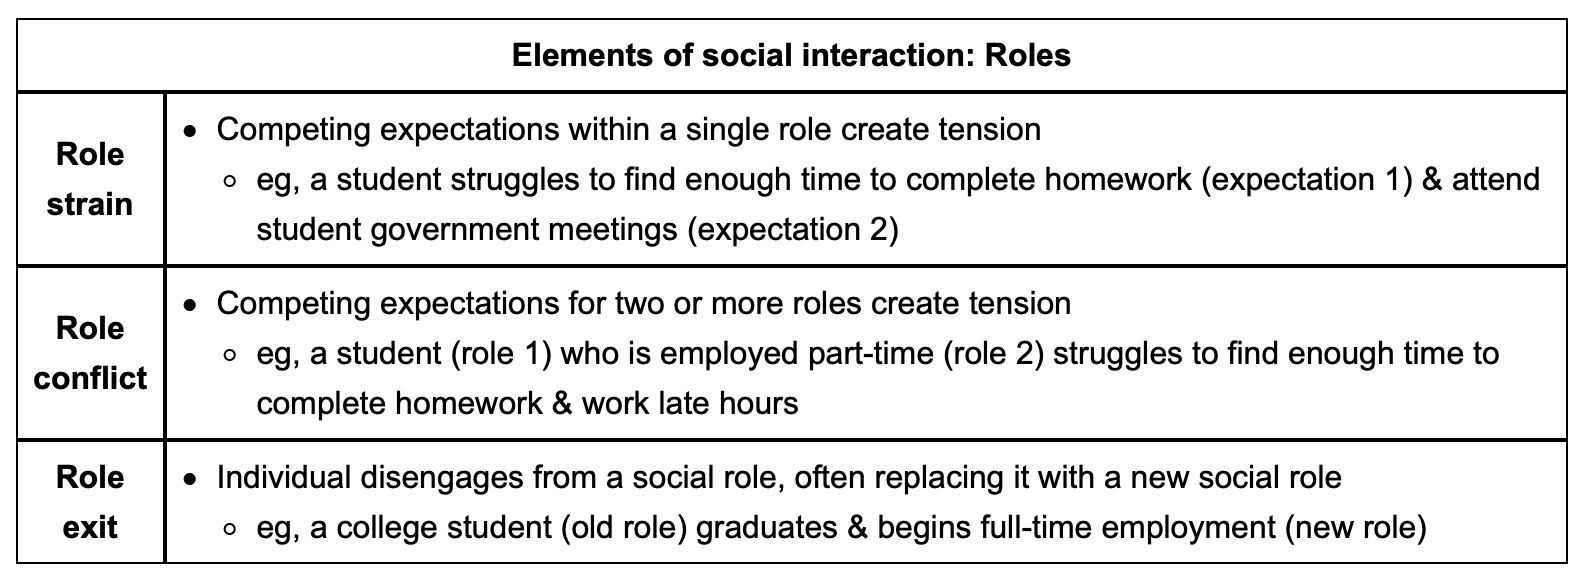 Elements of social interaction: Roles
Role
strain
• Competing expectations within a single role create tension
○ eg, a student struggles to find enough time to complete homework (expectation 1) & attend
student government meetings (expectation 2)
Role
conflict
• Competing expectations for two or more roles create tension
○ eg, a student (role 1) who is employed part-time (role 2) struggles to find enough time to
complete homework & work late hours
Role
exit
• Individual disengages from a social role, often replacing it with a new social role
○ eg, a college student (old role) graduates & begins full-time employment (new role)